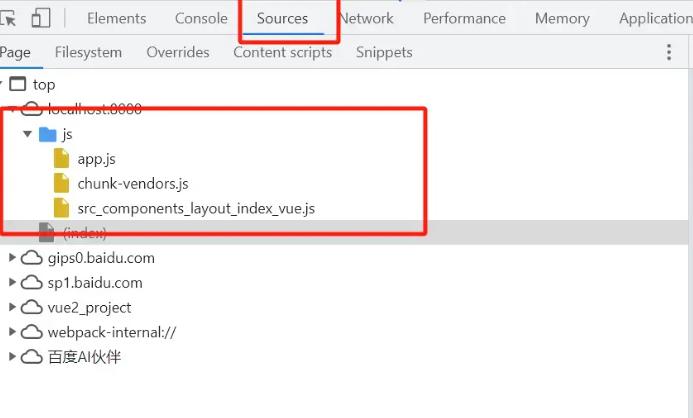 Elements Console Sources Network Performance Memory Application
Page Filesystem Overrides Content scripts Snippets
top
localhost:8080
js
app.js
chunk-vendors.js
src_components_layout_index_vue.js
(index)
gips0.baidu.com
sp1.baidu.com
vue2_project
webpack-internal://
百度AI伙伴